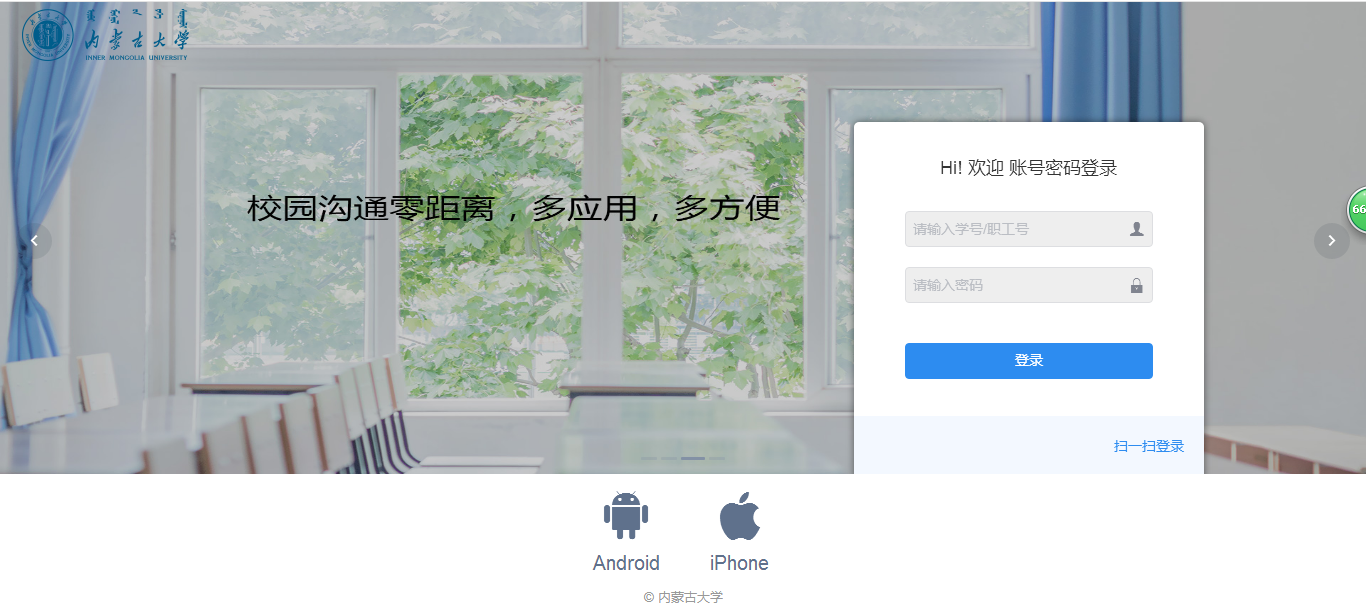 内蒙古大学
INNER MONGOLIA UNIVERSITY
校园沟通零距离，多应用，多方便
Hi! 欢迎 账号密码登录
请输入学号/职工号
请输入密码
登录
扫一扫登录
66
Android
iPhone
© 内蒙古大学